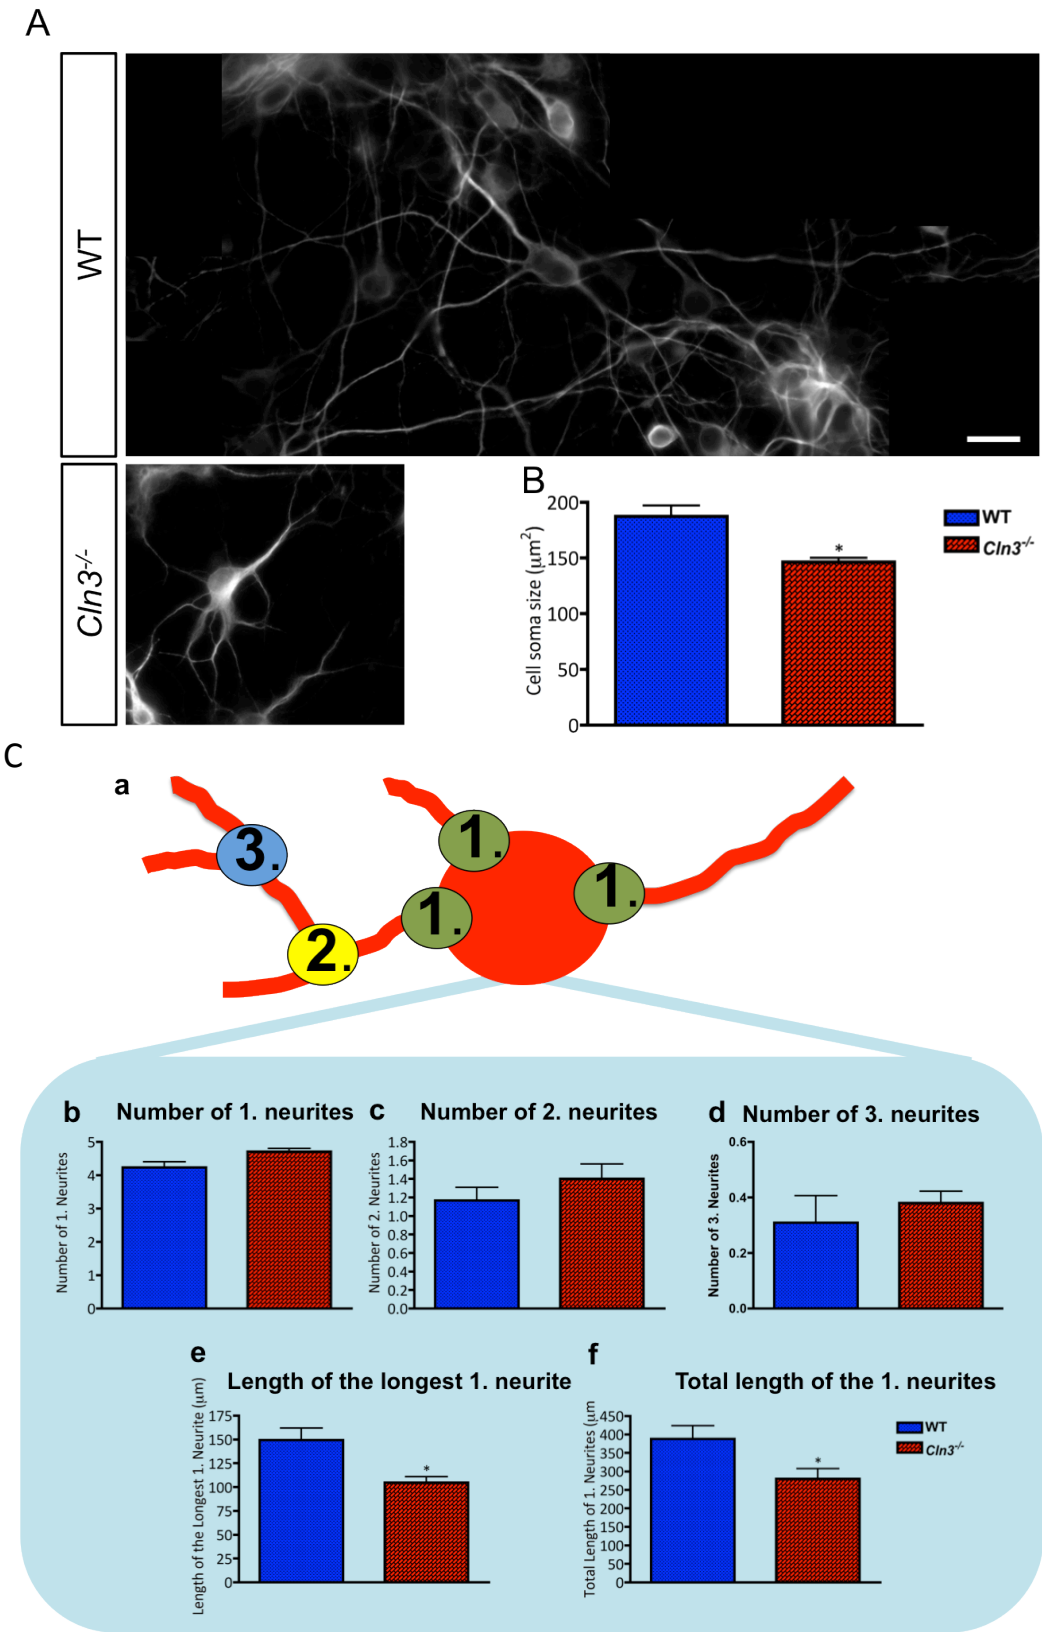 A
WT
Cln3-/-
B
Cell soma size (µm2)
200
150
100
50
0
*
WT
Cln3-/-
C
a
3.
1.
1.
1.
2.
b Number of 1. neurites
Number of 1. Neurites
5
4
3
2
1
0
c Number of 2. neurites
Number of 2. Neurites
1.8
1.6
1.4
1.2
1.0
0.8
0.6
0.4
0.2
0.0
d Number of 3. neurites
Number of 3. Neurites
0.6
0.4
0.2
0.0
e
Length of the longest 1. neurite
Length of the Longest 1. Neurite (µm)
175
150
125
100
75
50
25
0
*
f
Total length of the 1. neurites
Total Length of 1. Neurites (µm
450
400
350
300
250
200
150
100
50
0
*
WT
Cln3-/-